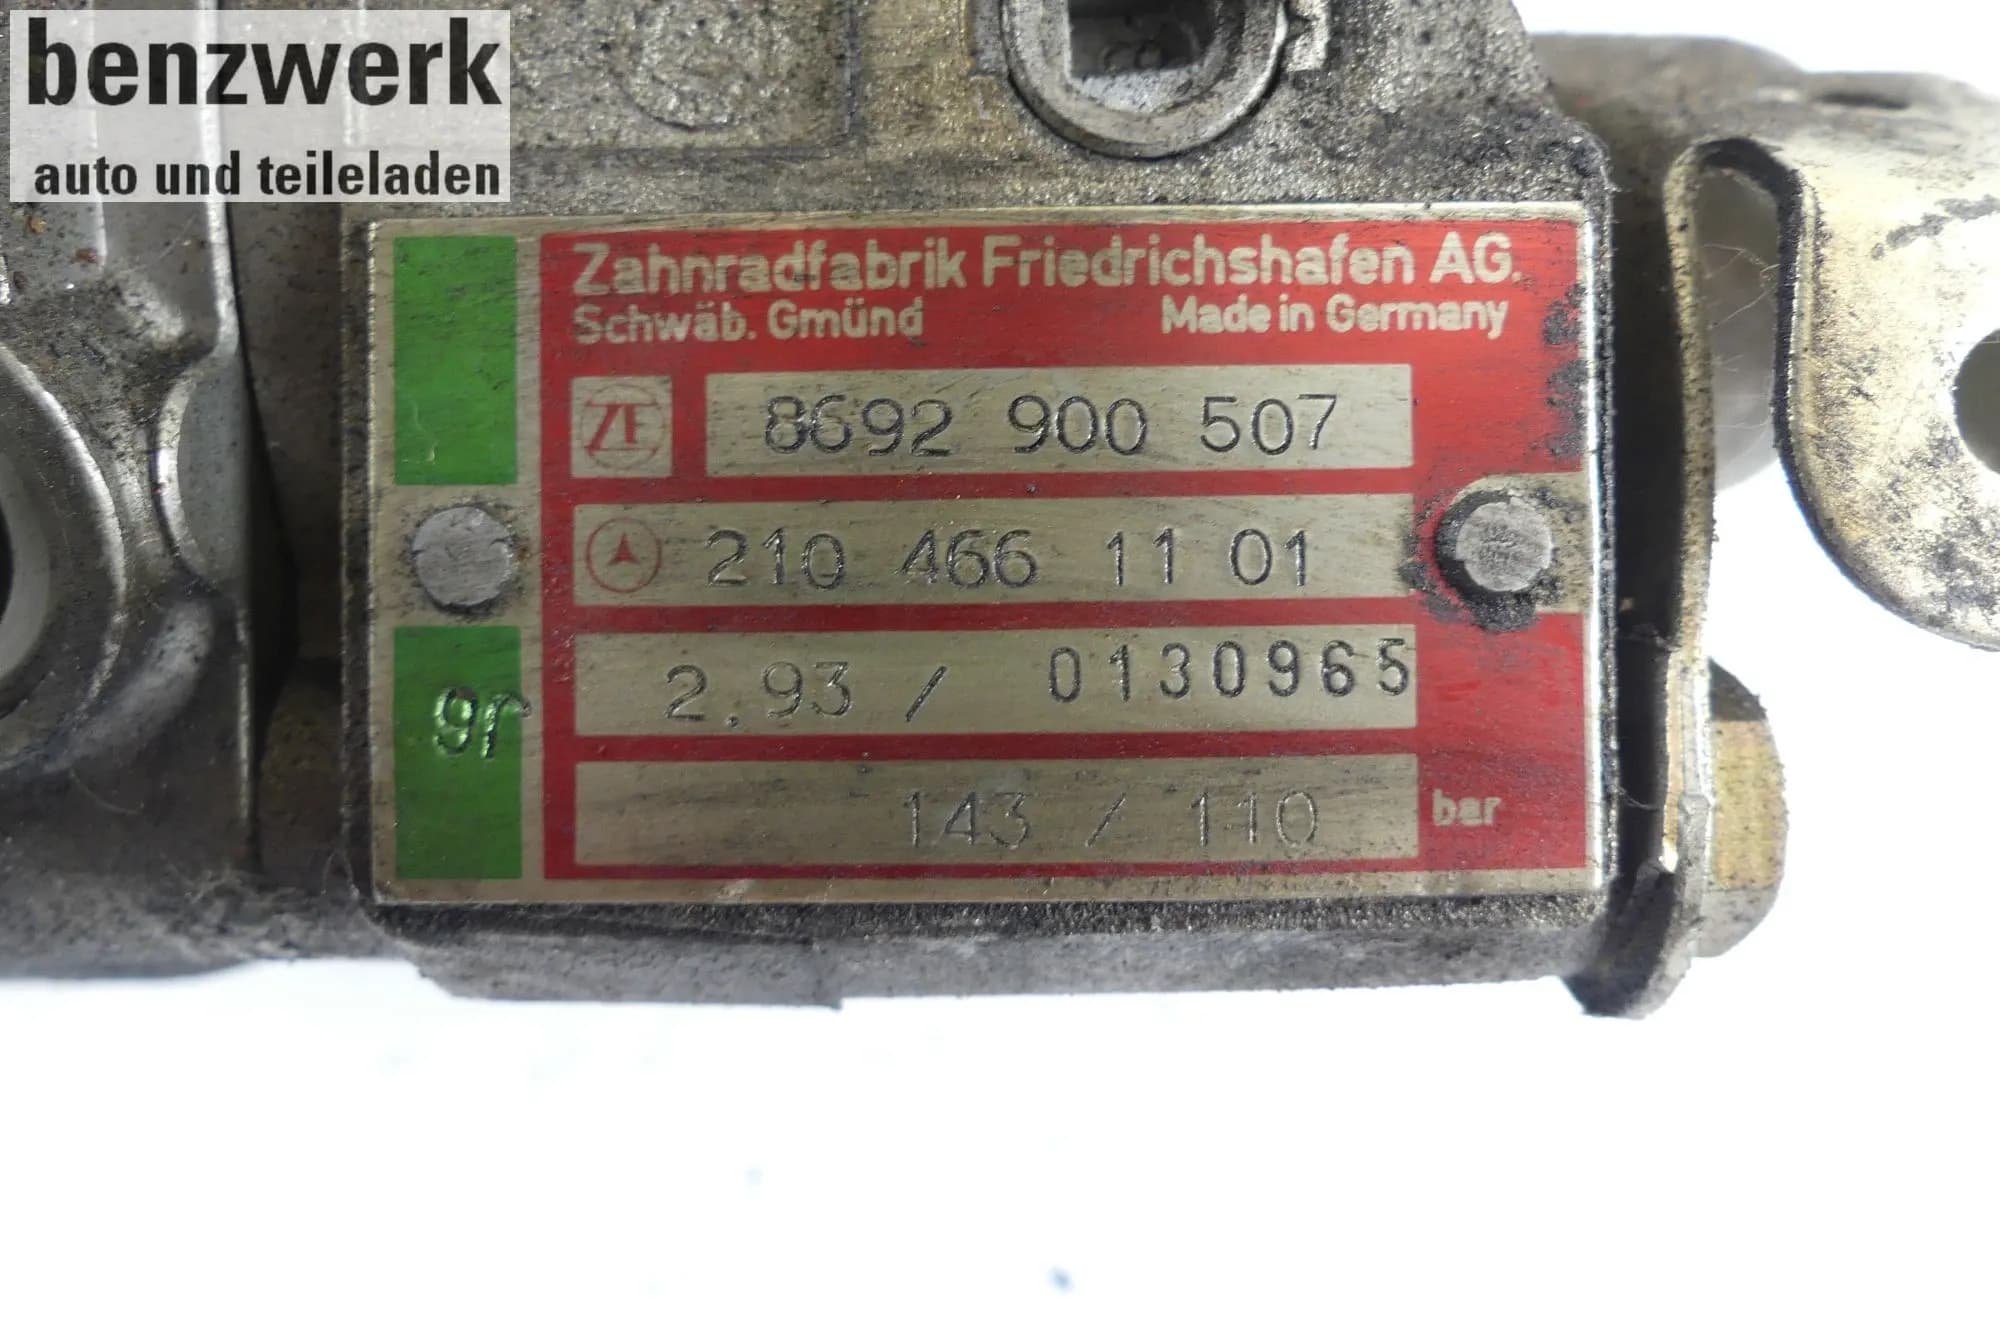 benzwerk
auto und teileladen
Zahnradfabrik Friedrichshafen AG.
Schwäb. Gmünd Made in Germany
ZF 8692 900 507
210 466 11 01
gr 2.93 / 0130965
143 / 110 bar